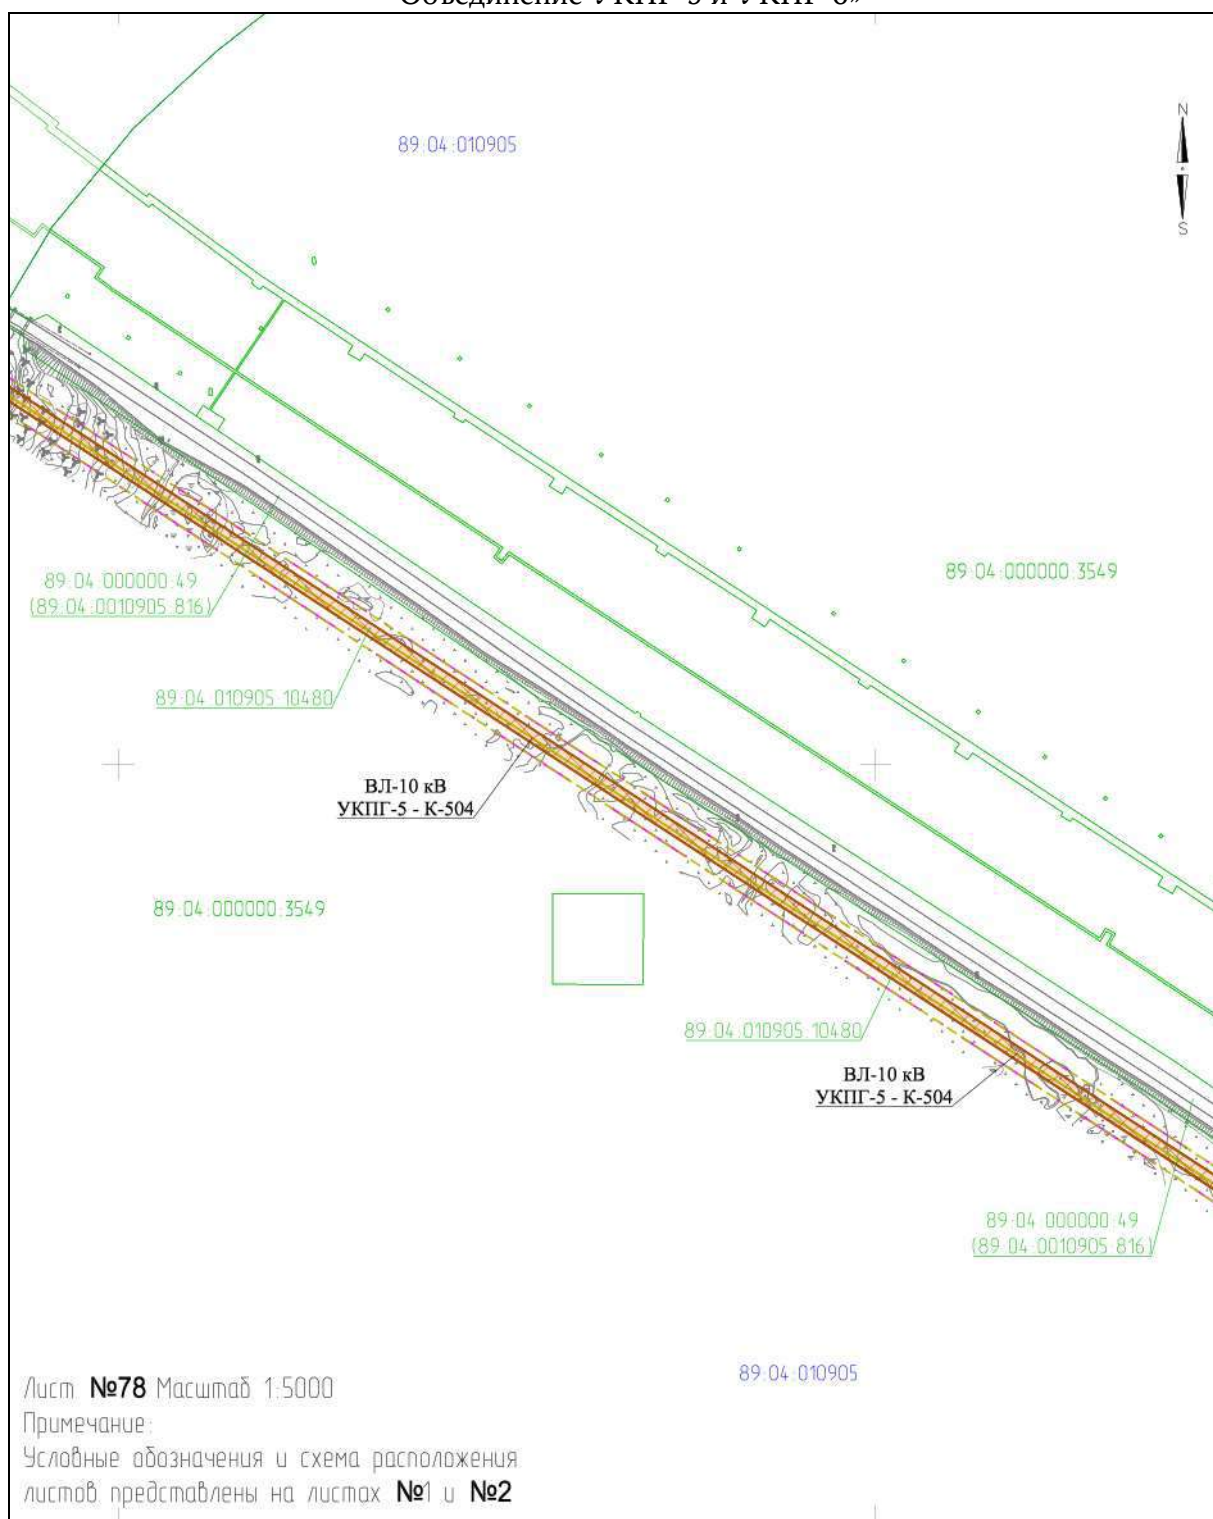 Объединение УКПГ-5 и УКПГ-6»
89:04:010905
N
S
89:04:000000:49
(89:04:0010905:816)
89:04:000000:3549
89:04:010905:10480
ВЛ-10 кВ
УКПГ-5 - К-504
89:04:000000:3549
89:04:010905:10480
ВЛ-10 кВ
УКПГ-5 - К-504
89:04:000000:49
(89:04:0010905:816)
89:04:010905
Лист №78 Масштаб 1:5000
Примечание:
Условные обозначения и схема расположения
листов представлены на листах №1 и №2